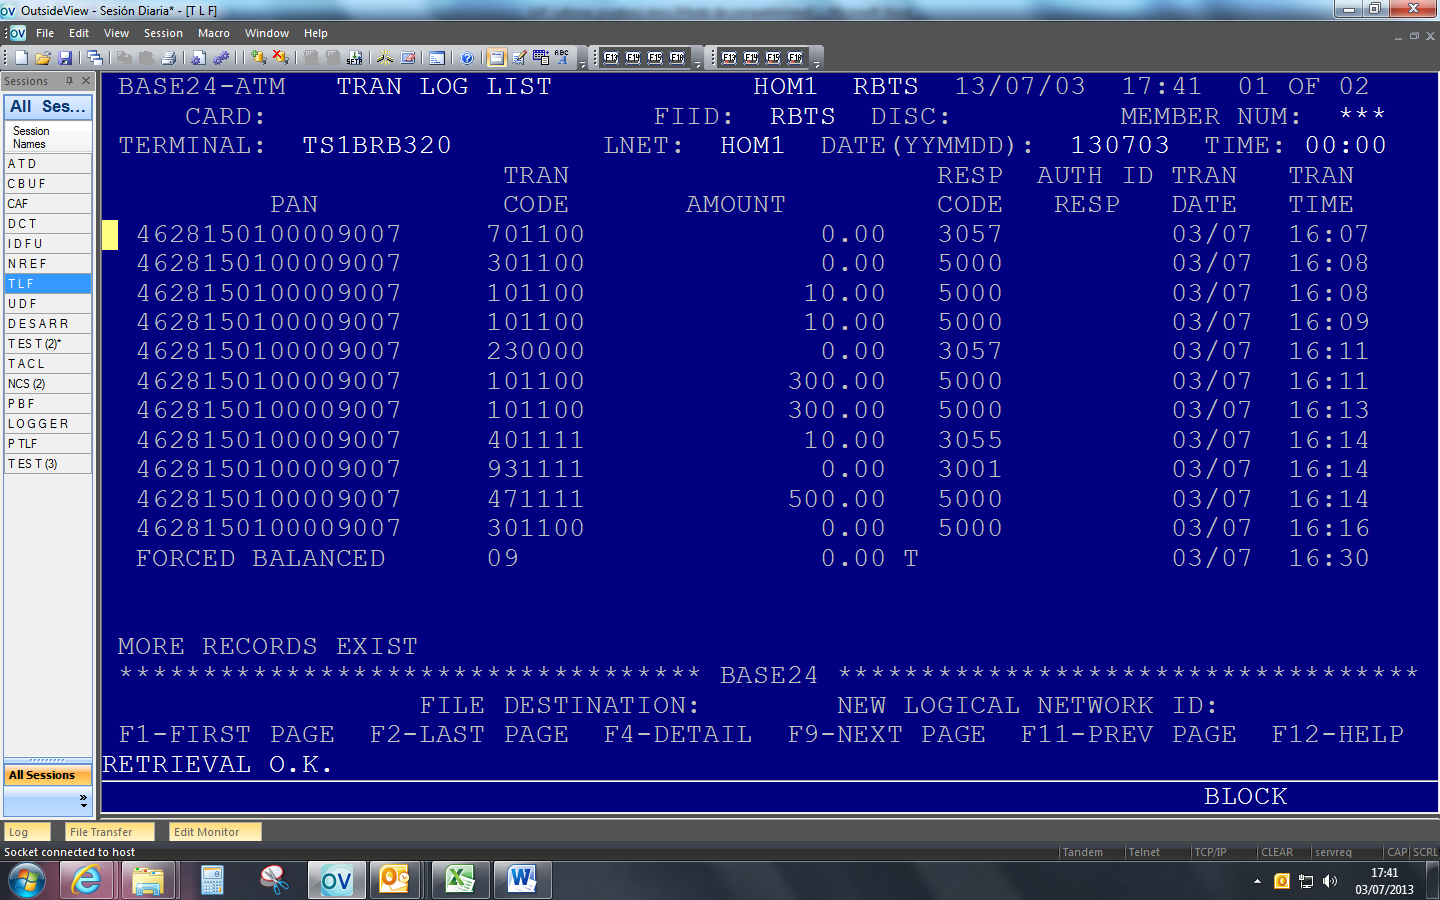 OutsideView - Sesión Diaria* - [T L F]
File Edit View Session Macro Window Help
Sessions
All Ses...
Session Names
A T D
C B U F
CAF
D C T
I D F U
N R E F
T L F
U D F
D E S A R R
T E S T (2)*
T A C L
NCS (2)
P B F
L O G G E R
P TLF
T E S T (3)
All Sessions
BASE24-ATM TRAN LOG LIST HOM1 RBTS 13/07/03 17:41 01 OF 02
CARD: FIID: RBTS DISC: MEMBER NUM: ***
TERMINAL: TS1BRB320 LNET: HOM1 DATE(YYMMDD): 130703 TIME: 00:00
TRAN RESP AUTH ID TRAN TRAN
PAN CODE AMOUNT CODE RESP DATE TIME
4628150100009007 701100 0.00 3057 03/07 16:07
4628150100009007 301100 0.00 5000 03/07 16:08
4628150100009007 101100 10.00 5000 03/07 16:08
4628150100009007 101100 10.00 5000 03/07 16:09
4628150100009007 230000 0.00 3057 03/07 16:11
4628150100009007 101100 300.00 5000 03/07 16:11
4628150100009007 101100 300.00 5000 03/07 16:13
4628150100009007 401111 10.00 3055 03/07 16:14
4628150100009007 931111 0.00 3001 03/07 16:14
4628150100009007 471111 500.00 5000 03/07 16:14
4628150100009007 301100 0.00 5000 03/07 16:16
FORCED BALANCED 09 0.00 T 03/07 16:30
MORE RECORDS EXIST
*********************************** BASE24 ***********************************
FILE DESTINATION: NEW LOGICAL NETWORK ID:
F1-FIRST PAGE F2-LAST PAGE F4-DETAIL F9-NEXT PAGE F11-PREV PAGE F12-HELP
RETRIEVAL O.K.
BLOCK
Log File Transfer Edit Monitor
Socket connected to host Tandem Telnet TCP/IP CLEAR servreq CAP SCRL
17:41
03/07/2013